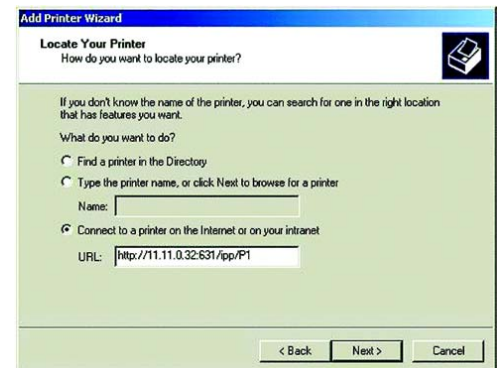 Add Printer Wizard
Locate Your Printer
How do you want to locate your printer?
If you don't know the name of the printer, you can search for one in the right location
that has features you want.
What do you want to do?
Find a printer in the Directory
Type the printer name, or click Next to browse for a printer
Name:
Connect to a printer on the Internet or on your intranet
URL: http://11.11.0.32:631/ipp/P1
< Back Next > Cancel